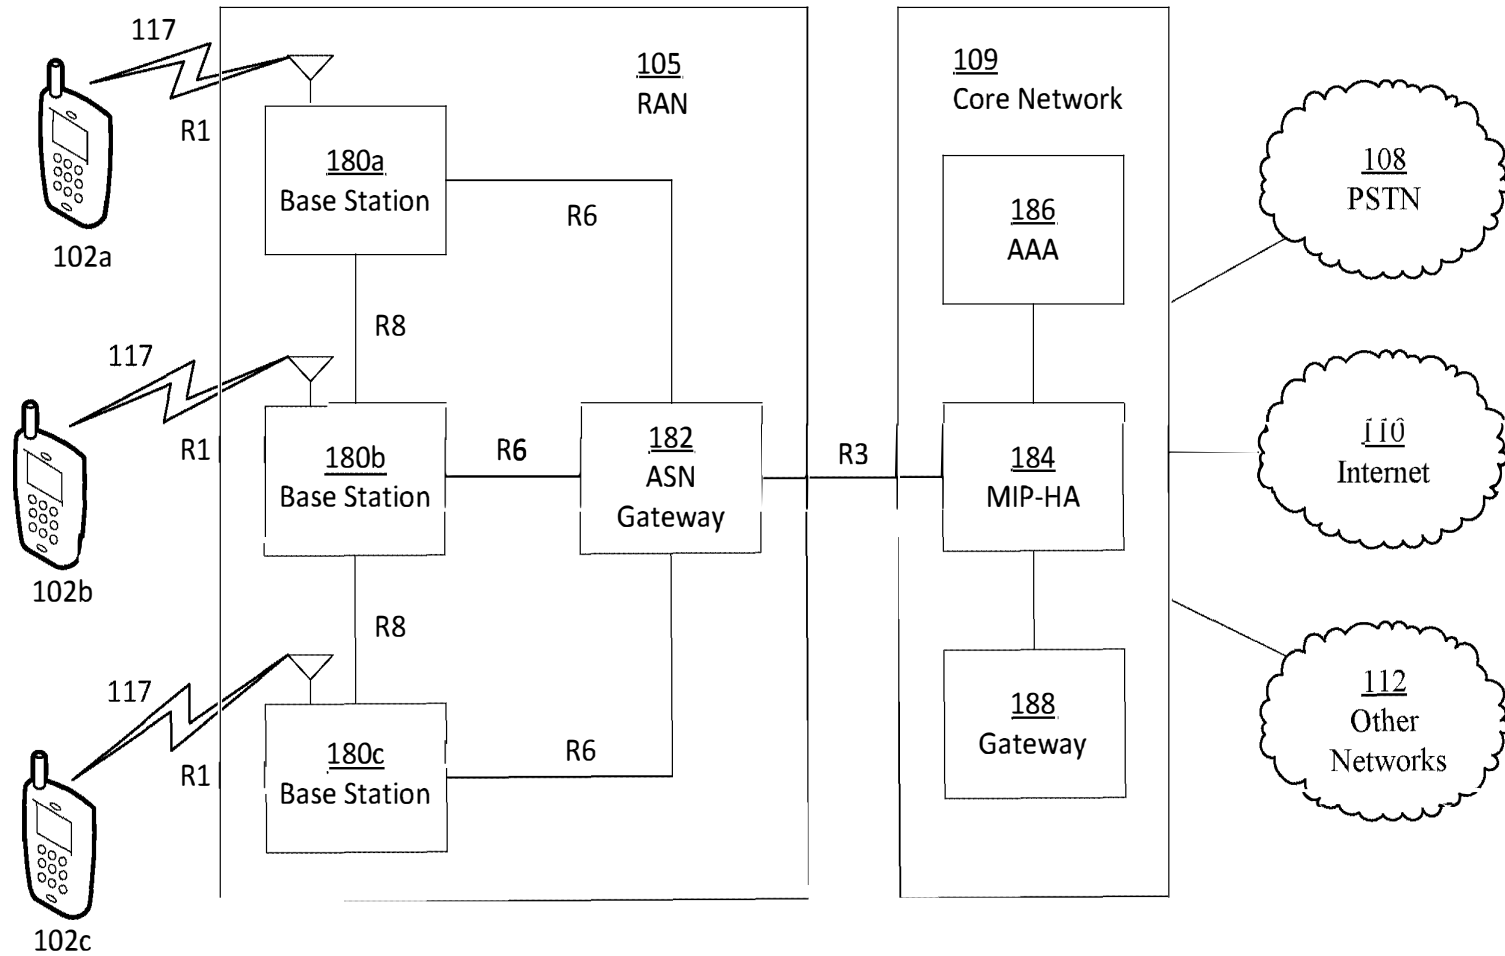 117
R1
102a
117
R1
102b
117
R1
102c
105
RAN
180a
Base Station
R6
R8
180b
Base Station
R6
182
ASN
Gateway
R8
180c
Base Station
R6
R3
109
Core Network
186
AAA
184
MIP-HA
188
Gateway
108
PSTN
110
Internet
112
Other
Networks